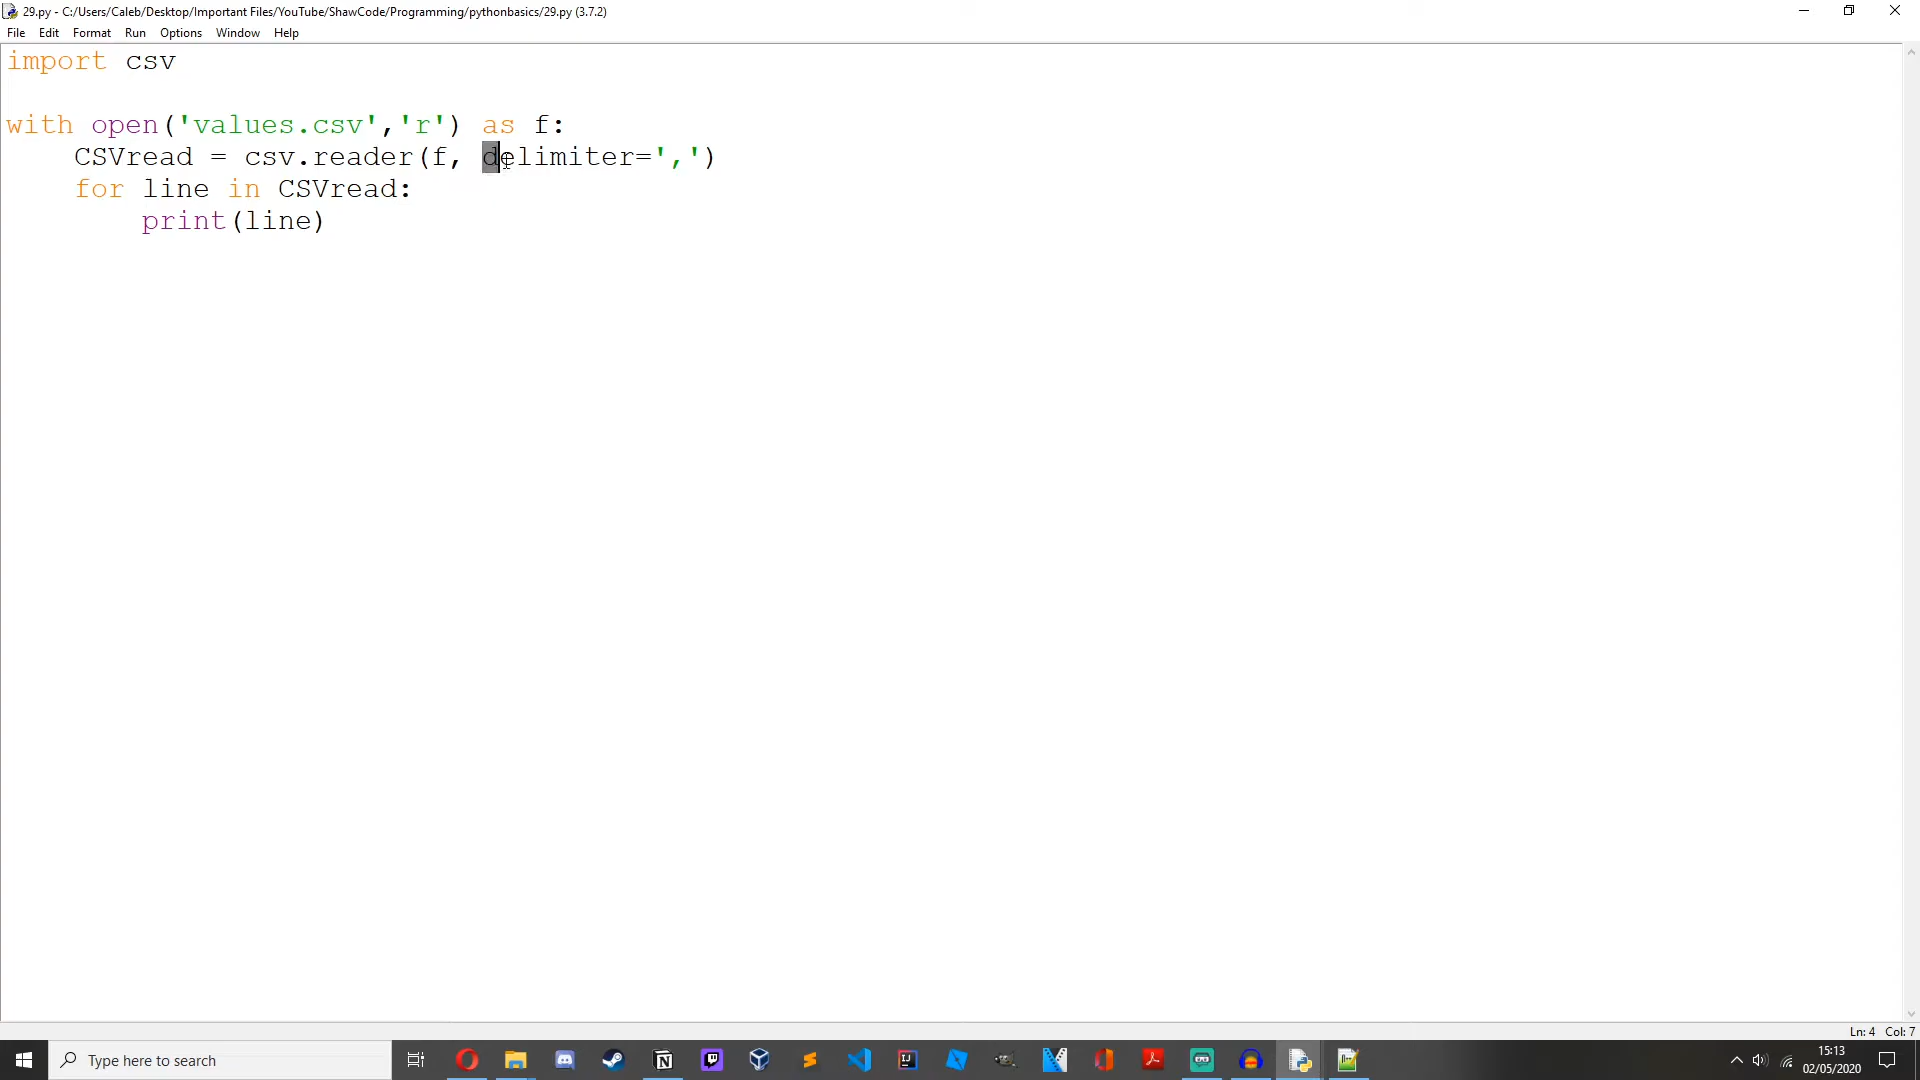 29.py - C:/Users/Caleb/Desktop/Important Files/YouTube/ShawCode/Programming/pythonbasics/29.py (3.7.2)
File Edit Format Run Options Window Help
import csv
with open('values.csv','r') as f:
    CSVread = csv.reader(f, delimiter=',')
    for line in CSVread:
        print(line)
Ln: 4 Col: 7
Type here to search
15:13
02/05/2020